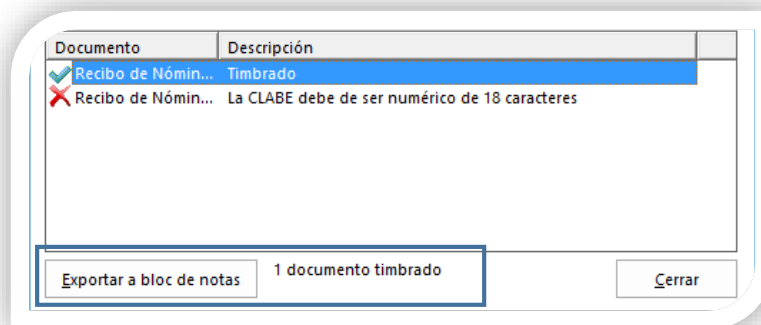 Documento Descripción
Recibo de Nómin... Timbrado
Recibo de Nómin... La CLABE debe de ser numérico de 18 caracteres
Exportar a bloc de notas 1 documento timbrado Cerrar